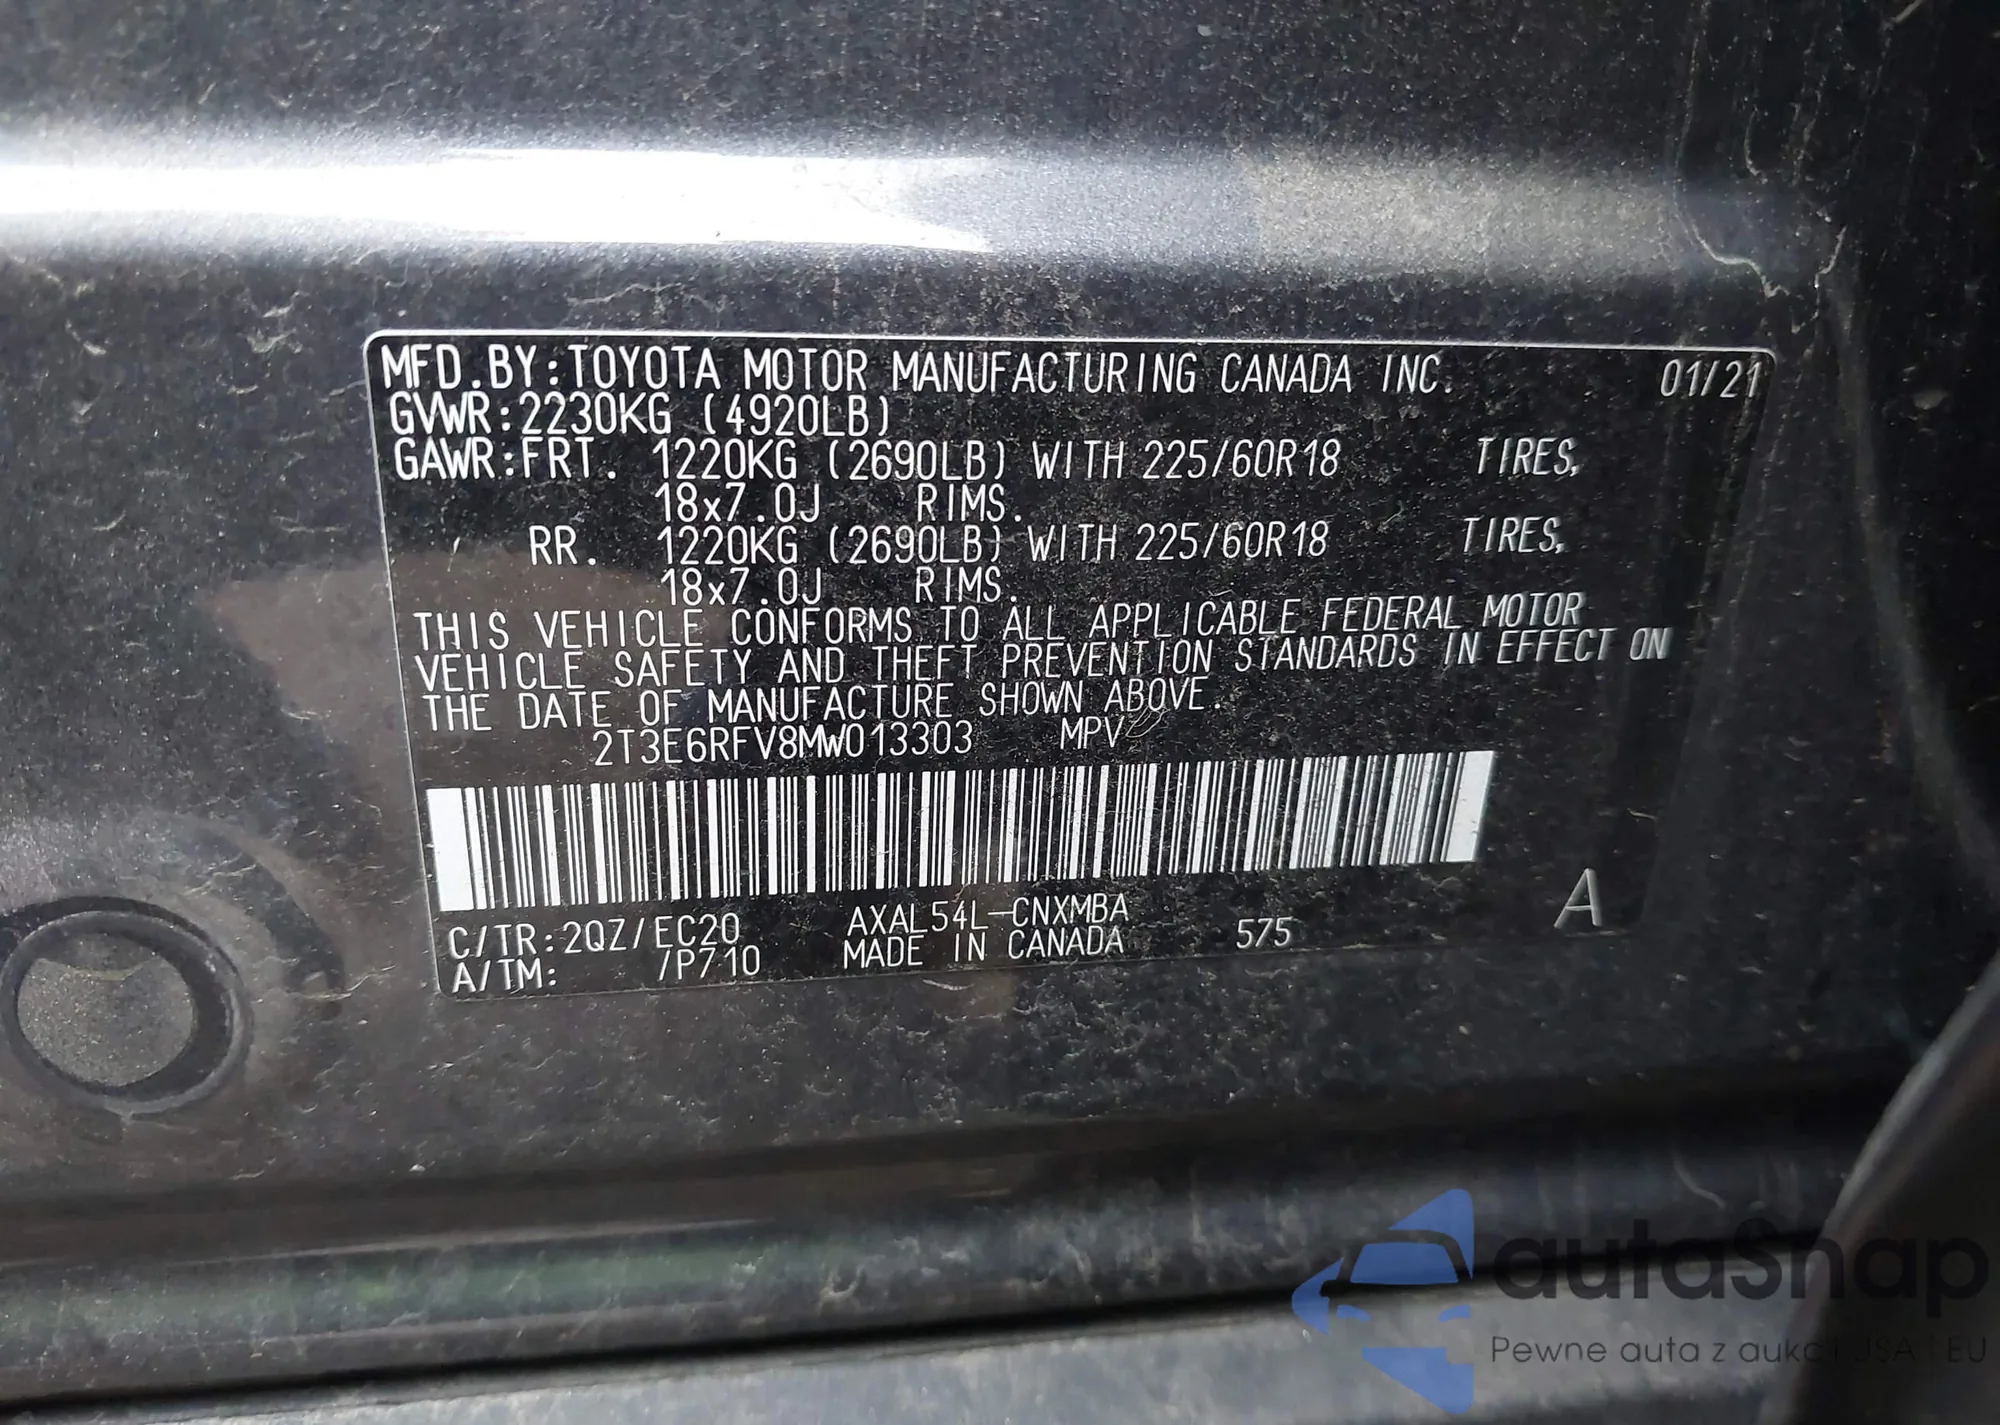 MFD.BY:TOYOTA MOTOR MANUFACTURING CANADA INC. 01/21
GVWR:2230KG (4920LB)
GAWR:FRT. 1220KG (2690LB) WITH 225/60R18 TIRES,
18x7.0J RIMS.
RR. 1220KG (2690LB) WITH 225/60R18 TIRES,
18x7.0J RIMS.
THIS VEHICLE CONFORMS TO ALL APPLICABLE FEDERAL MOTOR
VEHICLE SAFETY AND THEFT PREVENTION STANDARDS IN EFFECT ON
THE DATE OF MANUFACTURE SHOWN ABOVE.
2T3E6RFV8MW013303 MPV
C/TR:2QZ/EC20 AXAL54L-CNXMBA 575 A
A/TM: /P710 MADE IN CANADA
autaSnap
Pewne auta z aukcji USA i EU